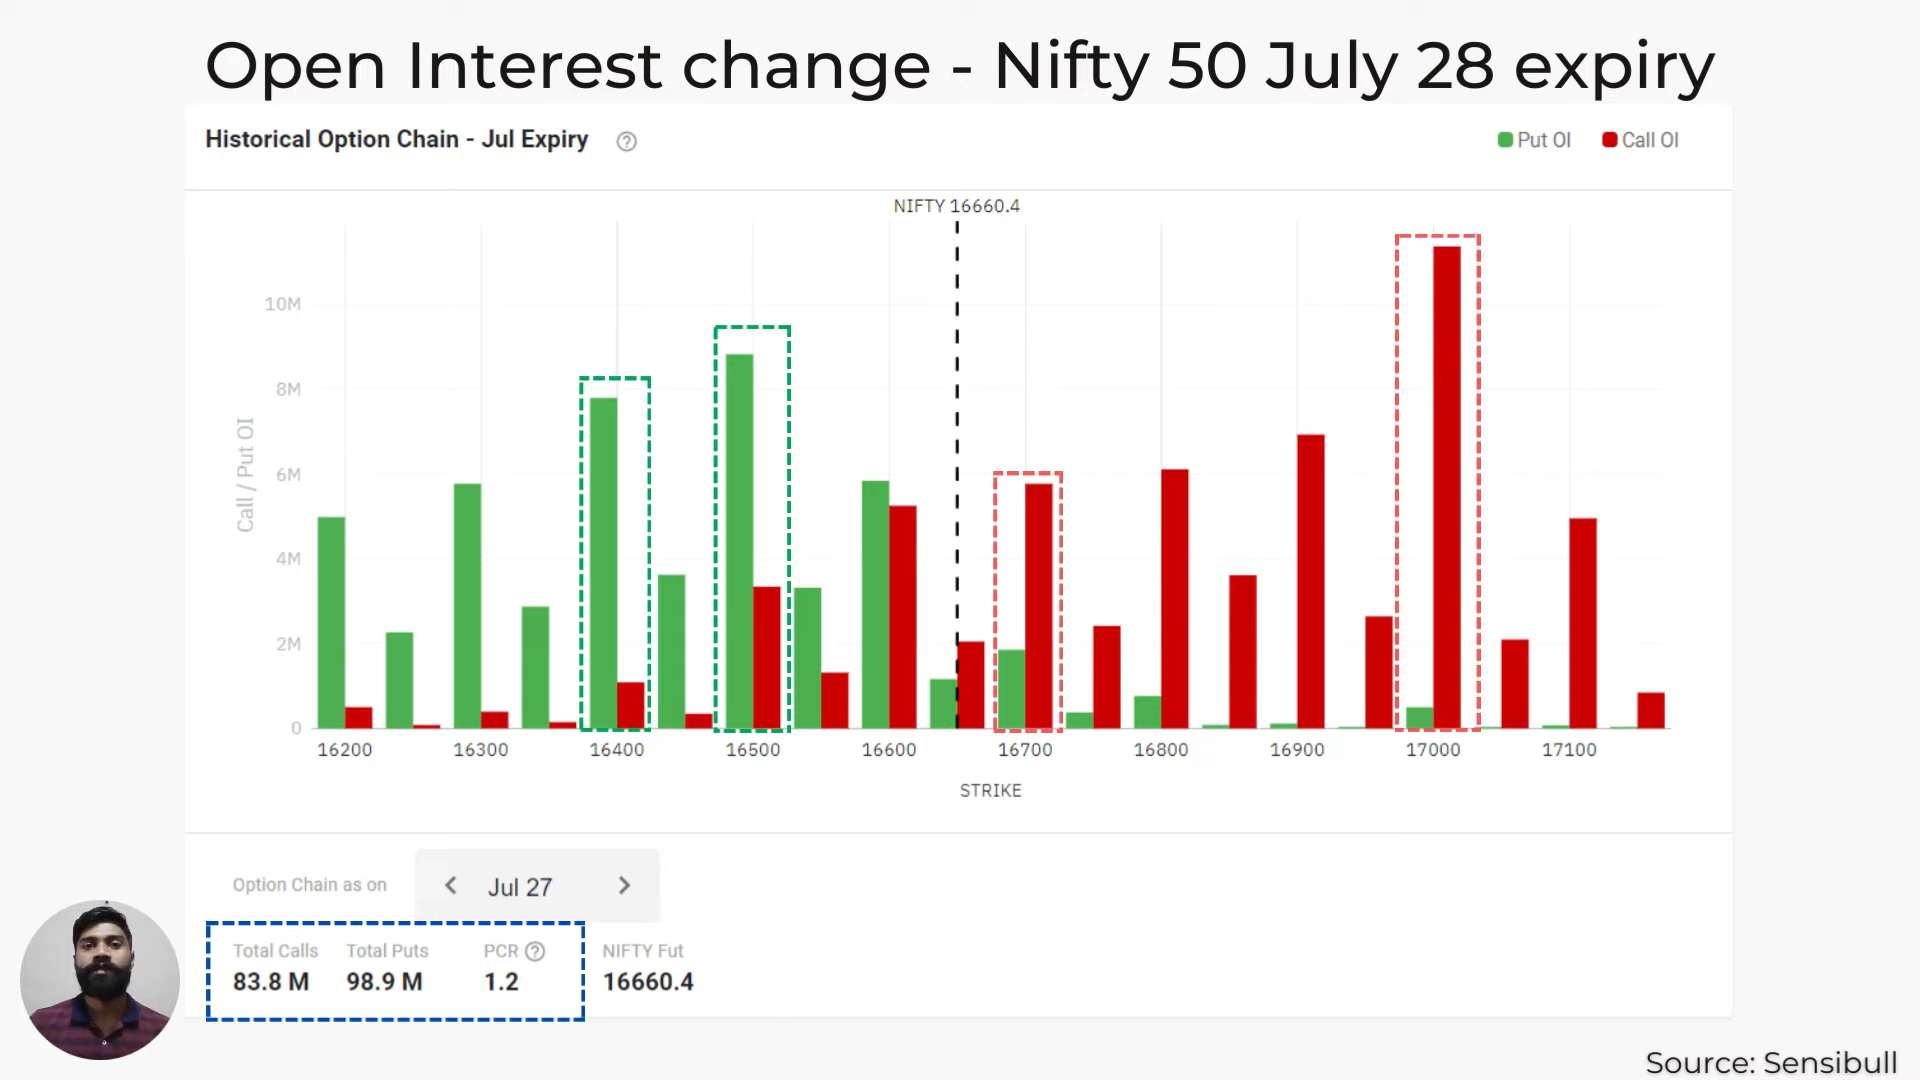 Open Interest change - Nifty 50 July 28 expiry
Historical Option Chain - Jul Expiry ?
Put OI Call OI
NIFTY 16660.4
10M
8M
6M
4M
2M
0
Call / Put OI
16200 16300 16400 16500 16600 16700 16800 16900 17000 17100
STRIKE
Option Chain as on < Jul 27 >
Total Calls Total Puts PCR ? NIFTY Fut
83.8 M 98.9 M 1.2 16660.4
Source: Sensibull